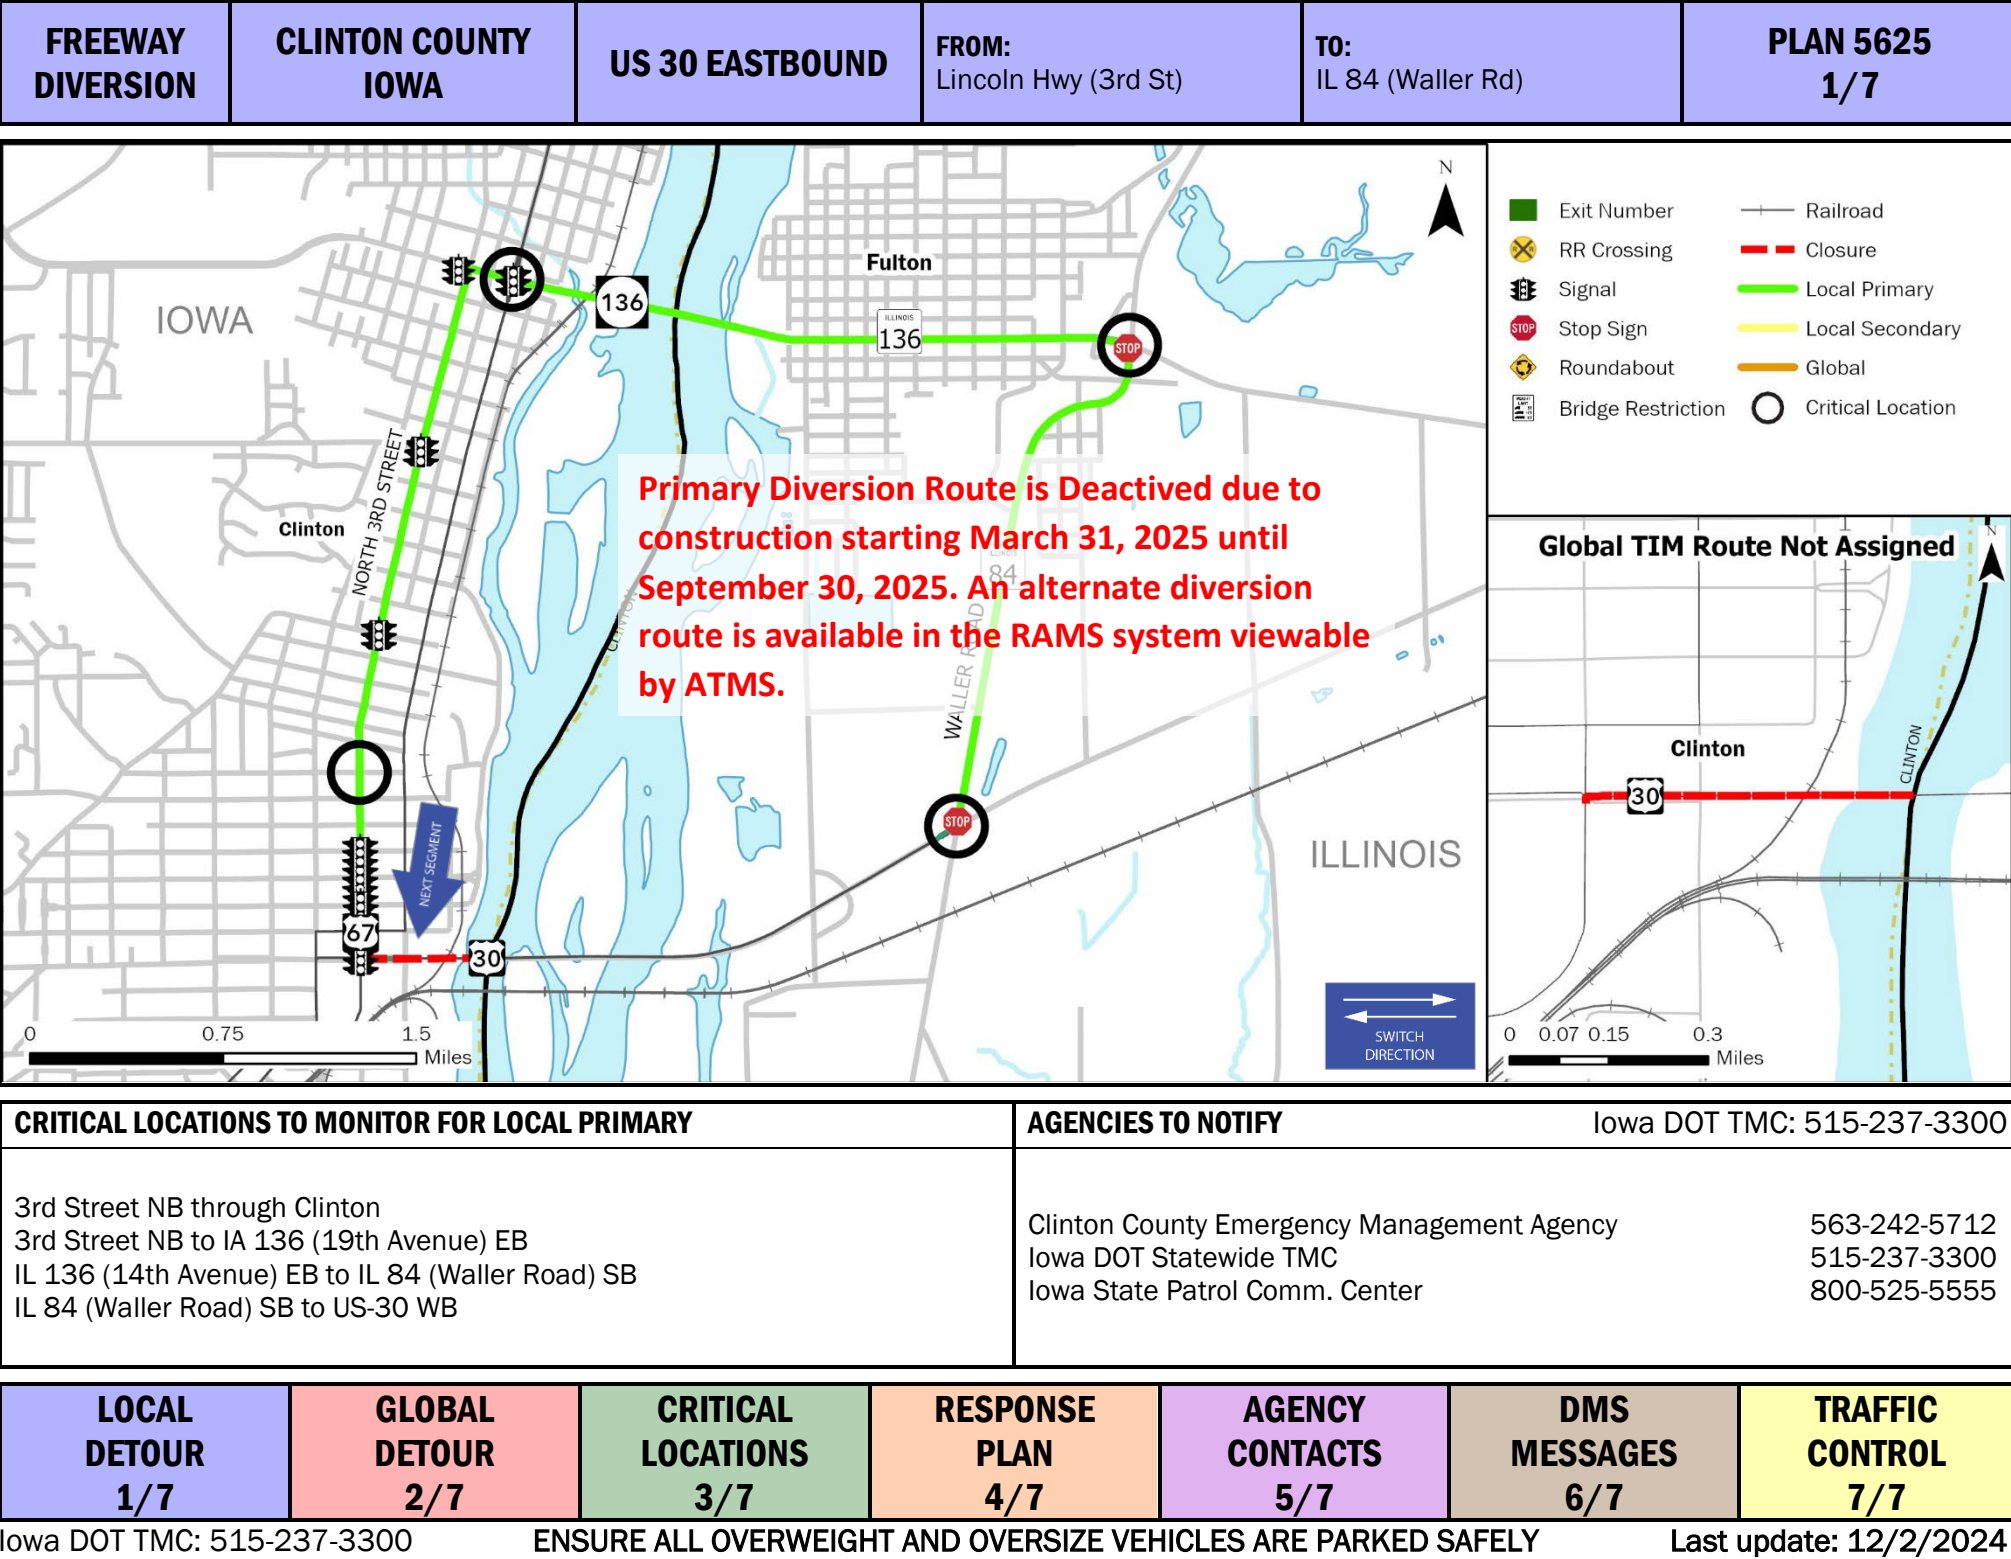 FREEWAY
DIVERSION
CLINTON COUNTY
IOWA
US 30 EASTBOUND
FROM:
Lincoln Hwy (3rd St)
TO:
IL 84 (Waller Rd)
PLAN 5625
1/7
N
Fulton
IOWA
136
ILLINOIS
136
STOP
NORTH 3RD STREET
Clinton
Primary Diversion Route is Deactived due to
construction starting March 31, 2025 until
September 30, 2025. An alternate diversion
route is available in the RAMS system viewable
by ATMS.
ILLINOIS
84
CLINTON
WALLER ROAD
STOP
ILLINOIS
NEXT SEGMENT
67
30
0 0.75 1.5
Miles
SWITCH
DIRECTION
Exit Number
RR Crossing
Signal
STOP Stop Sign
Roundabout
Bridge Restriction
Railroad
Closure
Local Primary
Local Secondary
Global
Critical Location
Global TIM Route Not Assigned
N
Clinton
CLINTON
30
0 0.07 0.15 0.3
Miles
CRITICAL LOCATIONS TO MONITOR FOR LOCAL PRIMARY
3rd Street NB through Clinton
3rd Street NB to IA 136 (19th Avenue) EB
IL 136 (14th Avenue) EB to IL 84 (Waller Road) SB
IL 84 (Waller Road) SB to US-30 WB
AGENCIES TO NOTIFY Iowa DOT TMC: 515-237-3300
Clinton County Emergency Management Agency 563-242-5712
Iowa DOT Statewide TMC 515-237-3300
Iowa State Patrol Comm. Center 800-525-5555
LOCAL
DETOUR
1/7
GLOBAL
DETOUR
2/7
CRITICAL
LOCATIONS
3/7
RESPONSE
PLAN
4/7
AGENCY
CONTACTS
5/7
DMS
MESSAGES
6/7
TRAFFIC
CONTROL
7/7
Iowa DOT TMC: 515-237-3300 ENSURE ALL OVERWEIGHT AND OVERSIZE VEHICLES ARE PARKED SAFELY Last update: 12/2/2024